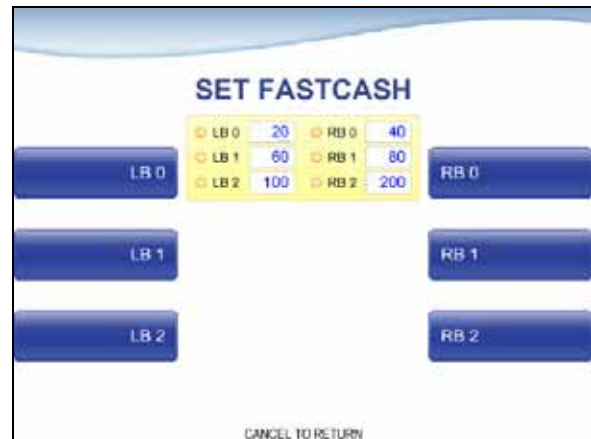 SET FASTCASH
LB 0 20 RB 0 40
LB 1 60 RB 1 80
LB 2 100 RB 2 200
LB 0 RB 0
LB 1 RB 1
LB 2 RB 2
CANCEL TO RETURN